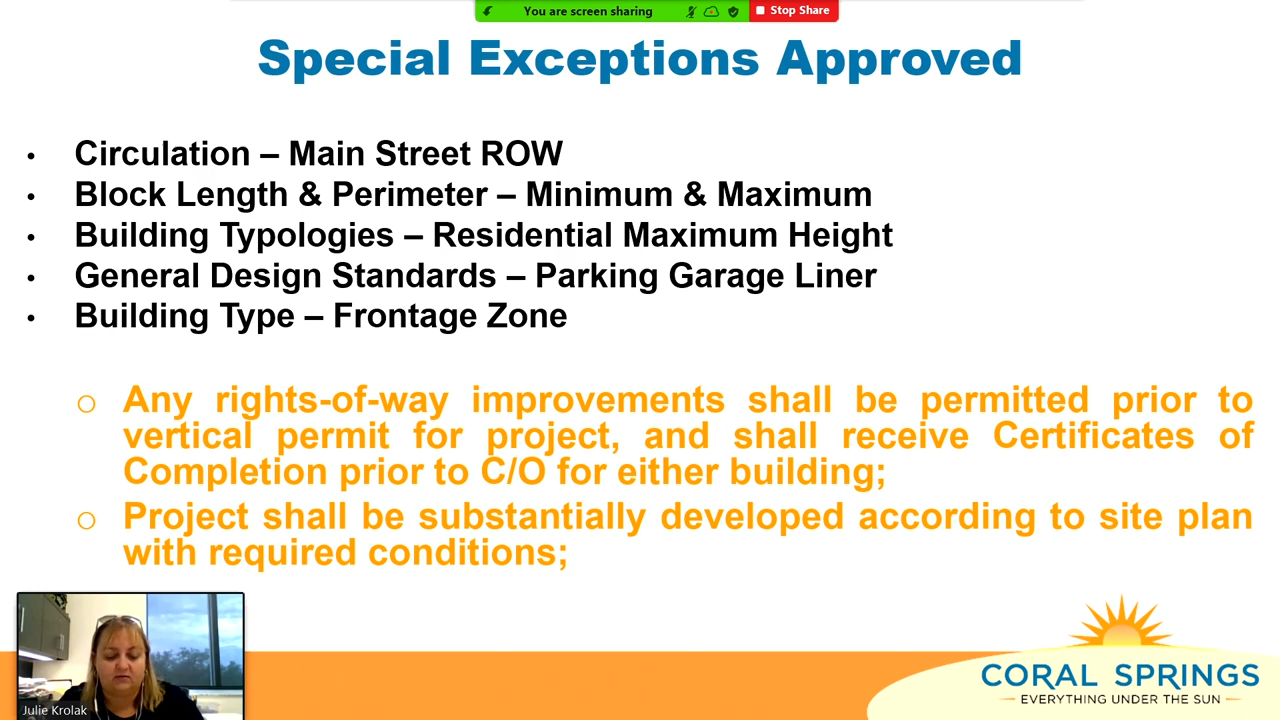 You are screen sharing
Stop Share
Special Exceptions Approved
• Circulation – Main Street ROW
• Block Length & Perimeter – Minimum & Maximum
• Building Typologies – Residential Maximum Height
• General Design Standards – Parking Garage Liner
• Building Type – Frontage Zone
o Any rights-of-way improvements shall be permitted prior to
vertical permit for project, and shall receive Certificates of
Completion prior to C/O for either building;
o Project shall be substantially developed according to site plan
with required conditions;
Julie Krolak
CORAL SPRINGS
EVERYTHING UNDER THE SUN